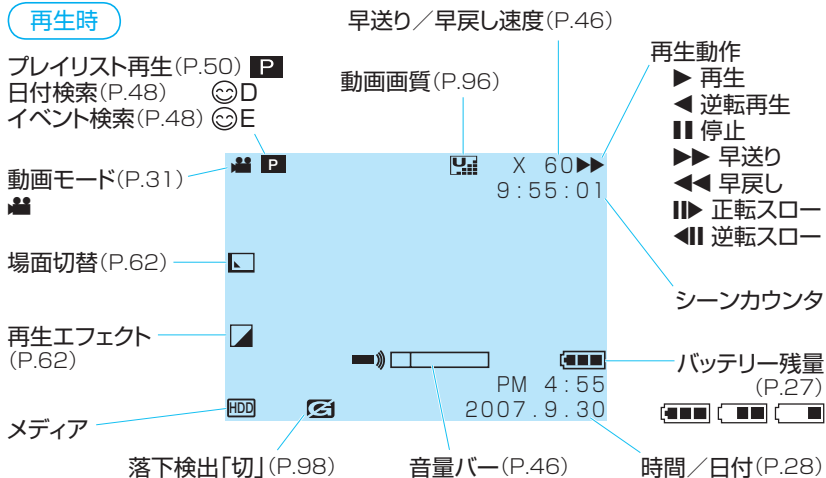 再生時
早送り／早戻し速度(P.46)
プレイリスト再生(P.50) P
日付検索(P.48) D
イベント検索(P.48) E
動画画質(P.96)
再生動作
再生
逆転再生
停止
早送り
早戻し
正転スロー
逆転スロー
動画モード(P.31)
P
X 60
9:55:01
場面切替(P.62)
シーンカウンタ
再生エフェクト
(P.62)
バッテリー残量
(P.27)
PM 4:55
HDD
2007.9.30
メディア
落下検出「切」(P.98)
音量バー(P.46)
時間／日付(P.28)